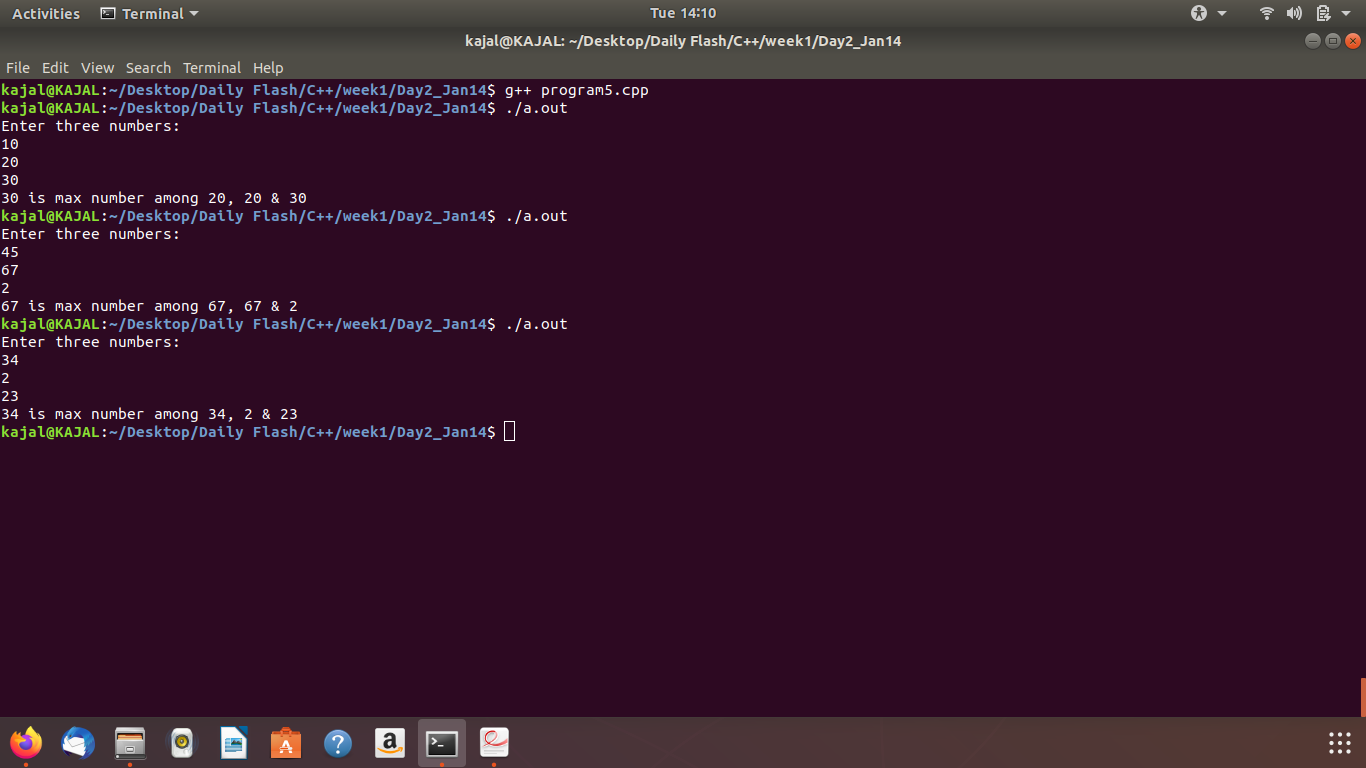 Activities Terminal Tue 14:10
kajal@KAJAL: ~/Desktop/Daily Flash/C++/week1/Day2_Jan14
File Edit View Search Terminal Help
kajal@KAJAL:~/Desktop/Daily Flash/C++/week1/Day2_Jan14$ g++ program5.cpp
kajal@KAJAL:~/Desktop/Daily Flash/C++/week1/Day2_Jan14$ ./a.out
Enter three numbers:
10
20
30
30 is max number among 20, 20 & 30
kajal@KAJAL:~/Desktop/Daily Flash/C++/week1/Day2_Jan14$ ./a.out
Enter three numbers:
45
67
2
67 is max number among 67, 67 & 2
kajal@KAJAL:~/Desktop/Daily Flash/C++/week1/Day2_Jan14$ ./a.out
Enter three numbers:
34
2
23
34 is max number among 34, 2 & 23
kajal@KAJAL:~/Desktop/Daily Flash/C++/week1/Day2_Jan14$